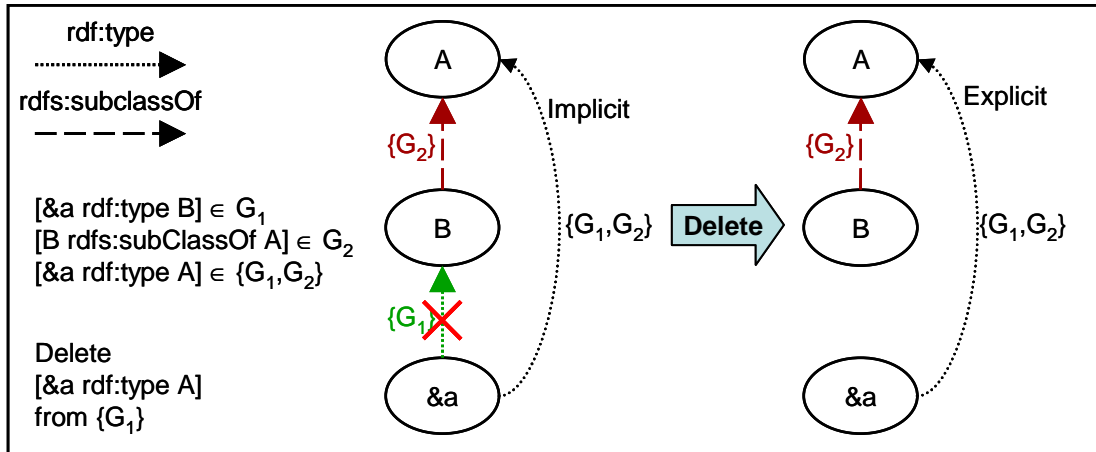 rdf:type
rdfs:subclassOf
[&a rdf:type B] ∈ G₁
[B rdfs:subClassOf A] ∈ G₂
[&a rdf:type A] ∈ {G₁,G₂}
Delete
[&a rdf:type A]
from {G₁}
A
Implicit
{G₂}
B
{G₁,G₂}
{G₁}
&a
Delete
A
Explicit
{G₂}
B
{G₁,G₂}
&a